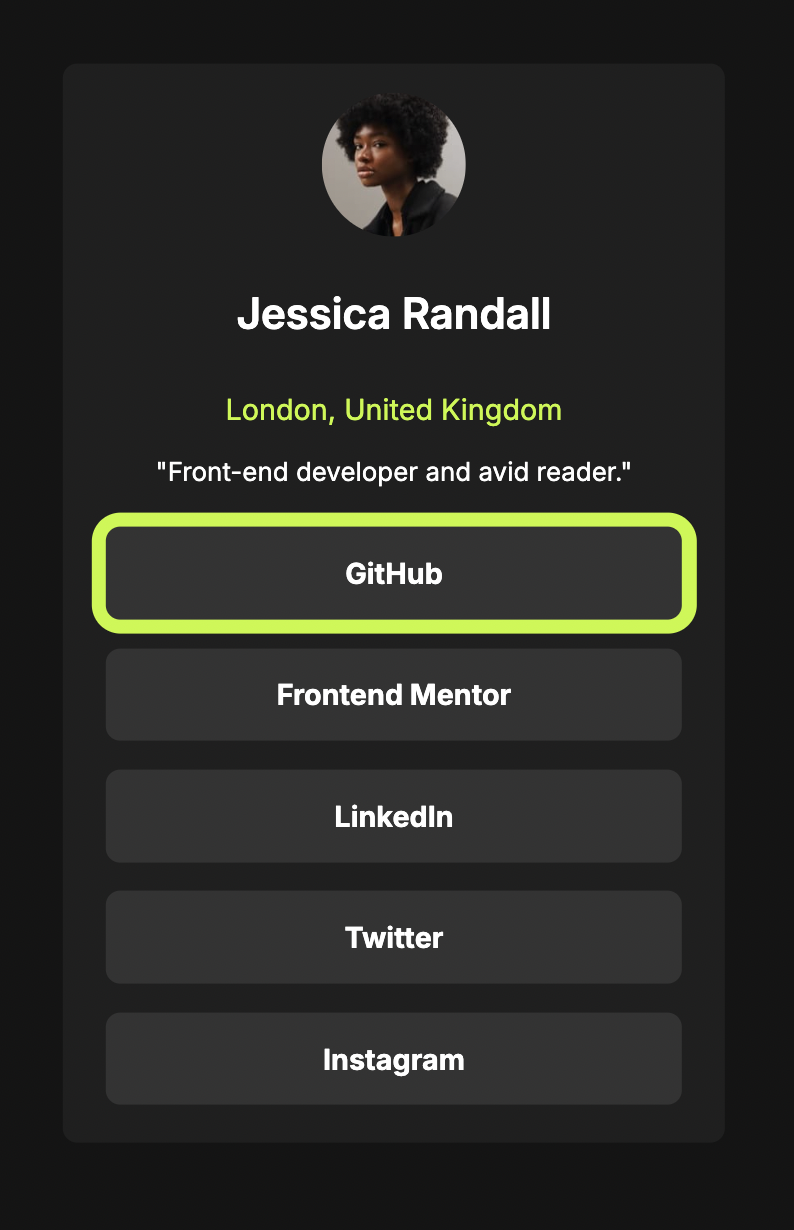 Jessica Randall
London, United Kingdom
"Front-end developer and avid reader."
GitHub
Frontend Mentor
LinkedIn
Twitter
Instagram